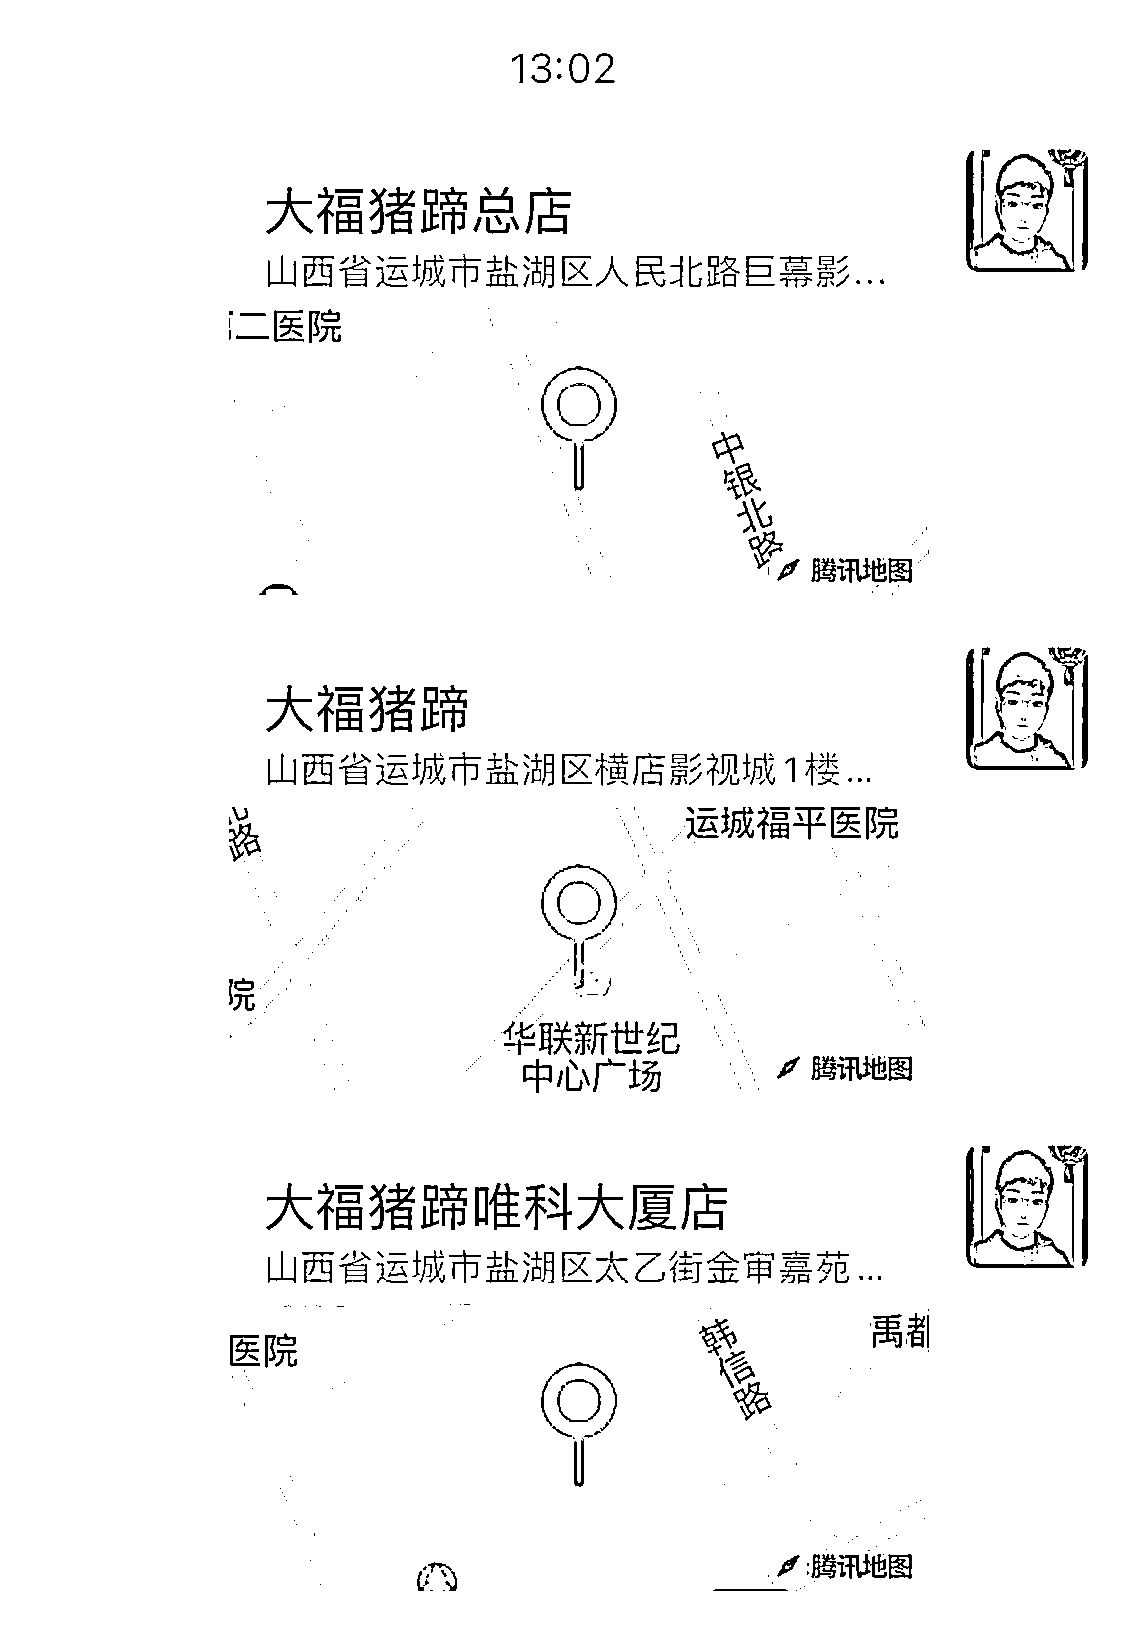 13:02
大福猪蹄总店
山西省运城市盐湖区人民北路巨幕影...
二医院
中银北路
腾讯地图
大福猪蹄
山西省运城市盐湖区横店影视城1楼...
路
运城福平医院
院
华联新世纪
中心广场
腾讯地图
大福猪蹄唯科大厦店
山西省运城市盐湖区太乙街金审嘉苑...
医院
韩信路
禹都
腾讯地图